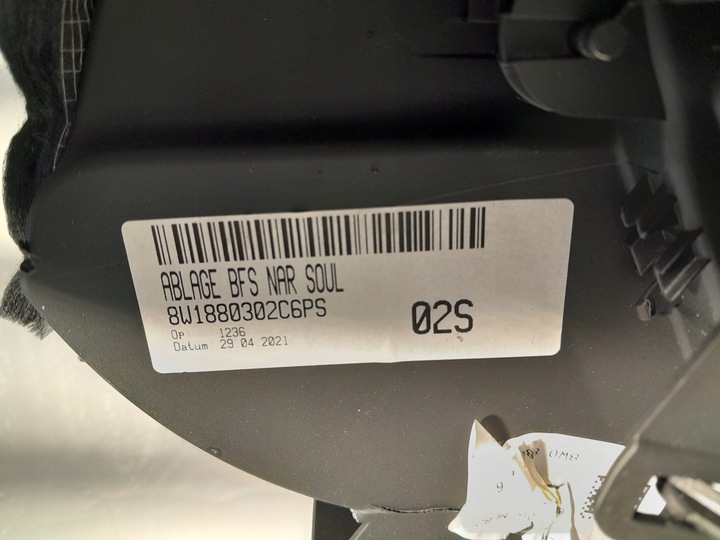 ABLAGE BFS NAR SOUL
8W1880302C6PS
02S
Op: 1236
Datum 29 04 2021